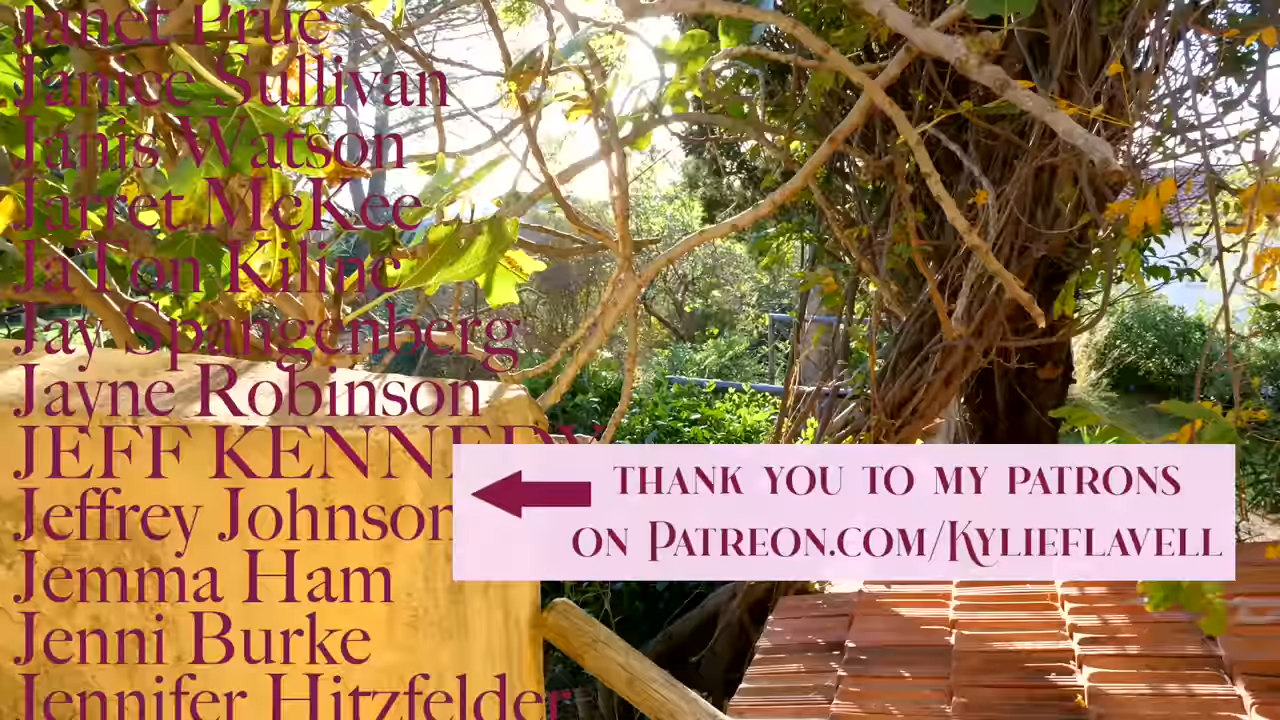 Janet Prue
Janice Sullivan
Janis Watson
Jarret McKee
JaTon Kilinc
Jay Spangenberg
Jayne Robinson
JEFF KENNEDY
Jeffrey Johnson
Jemma Ham
Jenni Burke
Jennifer Hitzfelder
THANK YOU TO MY PATRONS
ON PATREON.COM/KYLIEFLAVELL